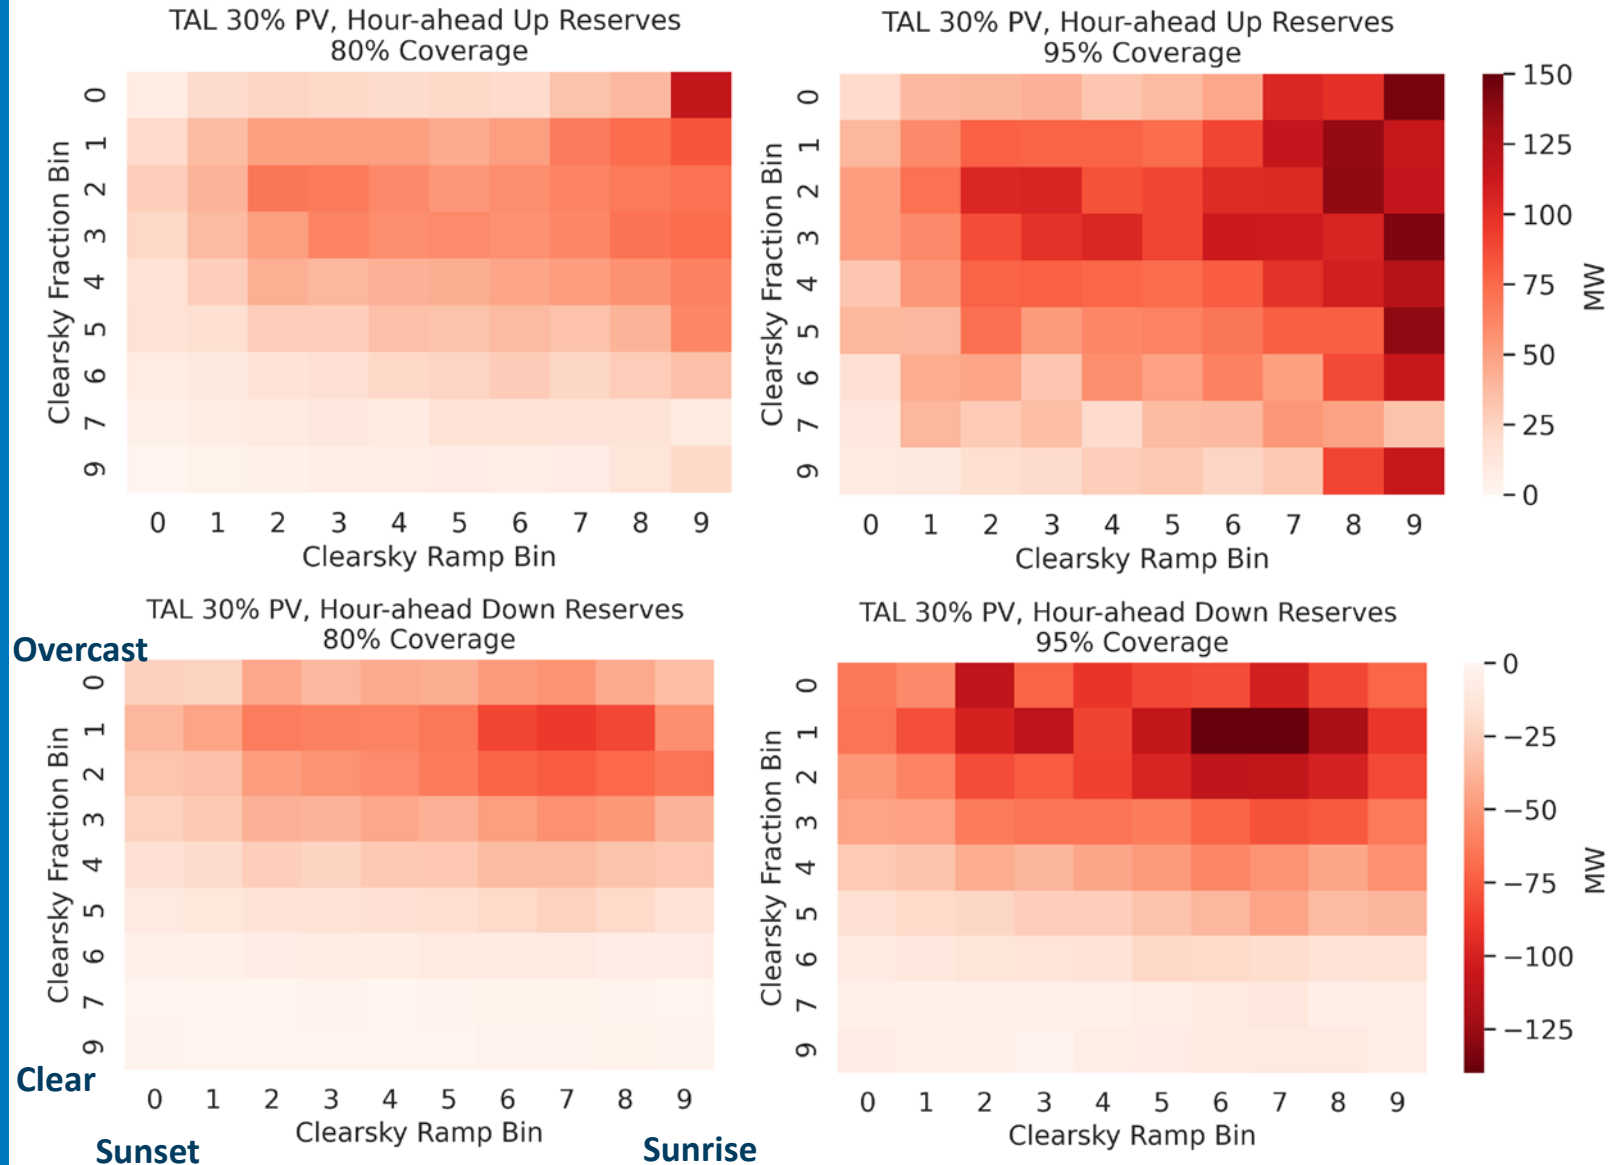 TAL 30% PV, Hour-ahead Up Reserves
80% Coverage
Clearsky Fraction Bin
0
1
2
3
4
5
6
7
9
0 1 2 3 4 5 6 7 8 9
Clearsky Ramp Bin
TAL 30% PV, Hour-ahead Up Reserves
95% Coverage
Clearsky Fraction Bin
0
1
2
3
4
5
6
7
9
0 1 2 3 4 5 6 7 8 9
Clearsky Ramp Bin
150
125
100
75
50
25
0
MW
TAL 30% PV, Hour-ahead Down Reserves
80% Coverage
Overcast
Clearsky Fraction Bin
0
1
2
3
4
5
6
7
9
Clear
0 1 2 3 4 5 6 7 8 9
Clearsky Ramp Bin
Sunset
Sunrise
TAL 30% PV, Hour-ahead Down Reserves
95% Coverage
Clearsky Fraction Bin
0
1
2
3
4
5
6
7
9
0 1 2 3 4 5 6 7 8 9
Clearsky Ramp Bin
0
−25
−50
−75
−100
−125
MW